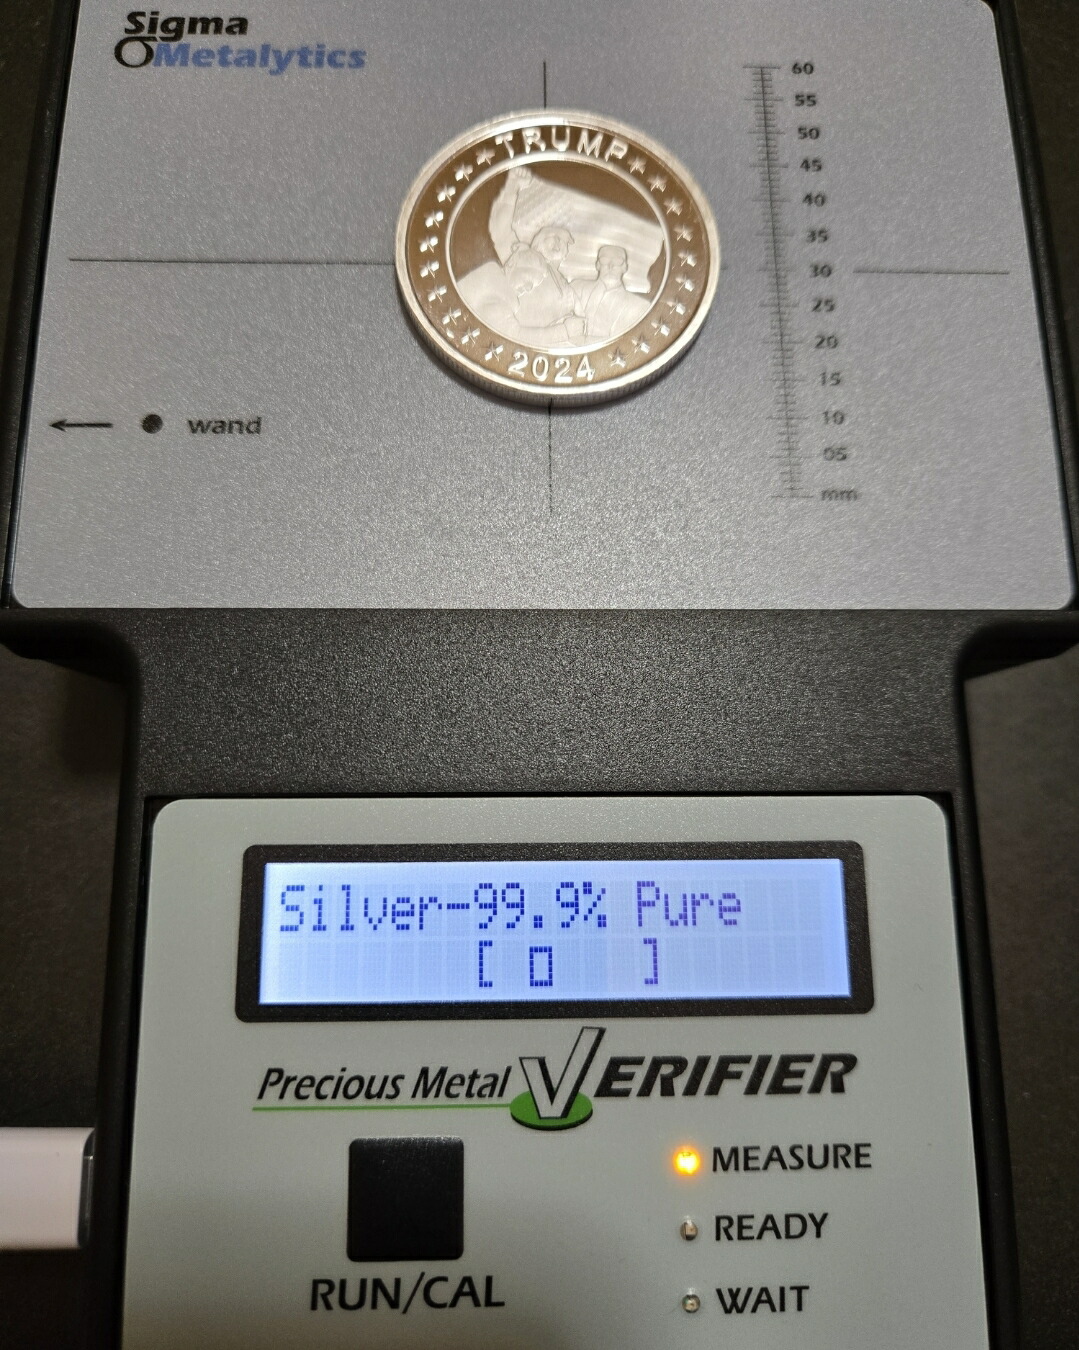 Sigma
Metalytics
TRUMP
2024
60
55
50
45
40
35
30
25
20
15
10
05
mm
wand
Silver-99.9% Pure
[ 0 ]
Precious Metal VERIFIER
MEASURE
READY
RUN/CAL
WAIT